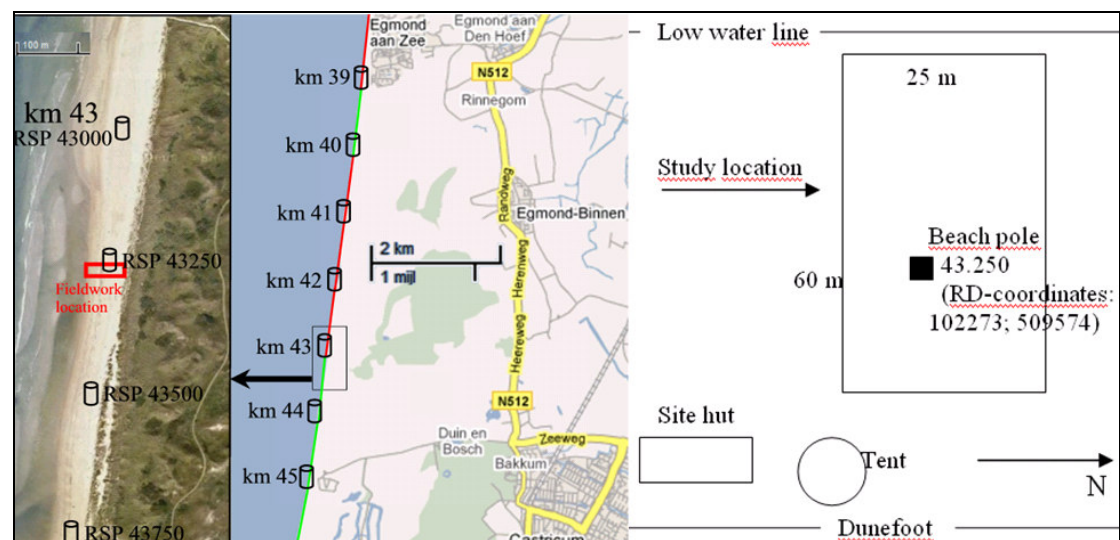 100 m
km 43
RSP 43000
RSP 43250
Fieldwork
location
RSP 43500
RSP 43750
Egmond
aan Zee
Egmond aan
Den Hoef
km 39
N512
Rinnegom
km 40
Randweg
km 41
Egmond-Binnen
2 km
1 mijl
km 42
Herenweg
km 43
Heereweg
km 44
N512
Duin en
Bosch
Zeeweg
Bakkum
km 45
Castricum
Low water line
25 m
Study location
Beach pole
43.250
60 m
(RD-coordinates:
102273; 509574)
Site hut
Tent
N
Dunefoot